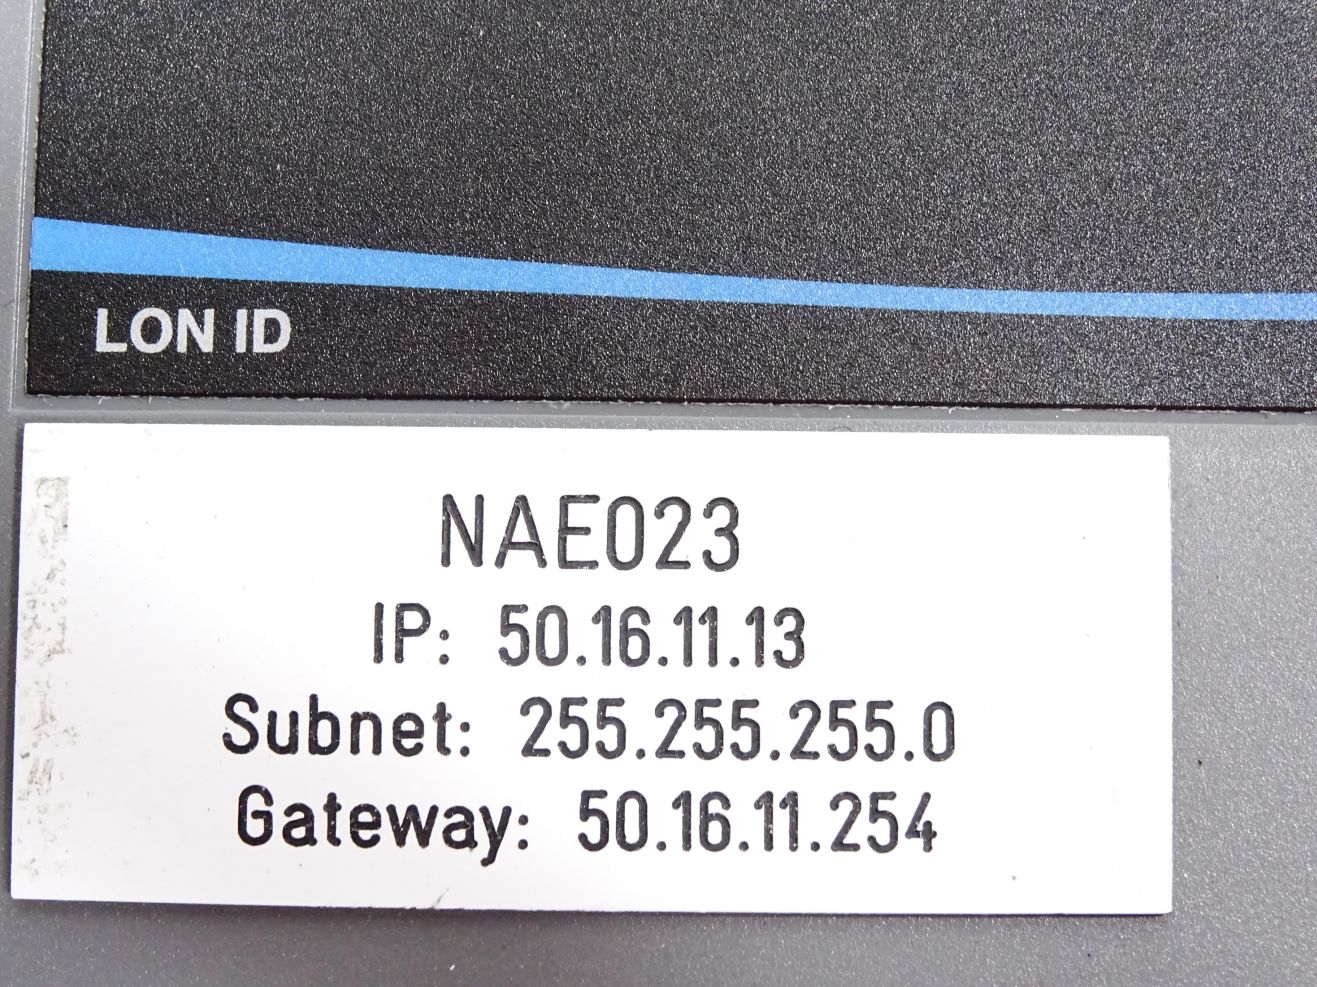 LON ID
NAE023
IP: 50.16.11.13
Subnet: 255.255.255.0
Gateway: 50.16.11.254